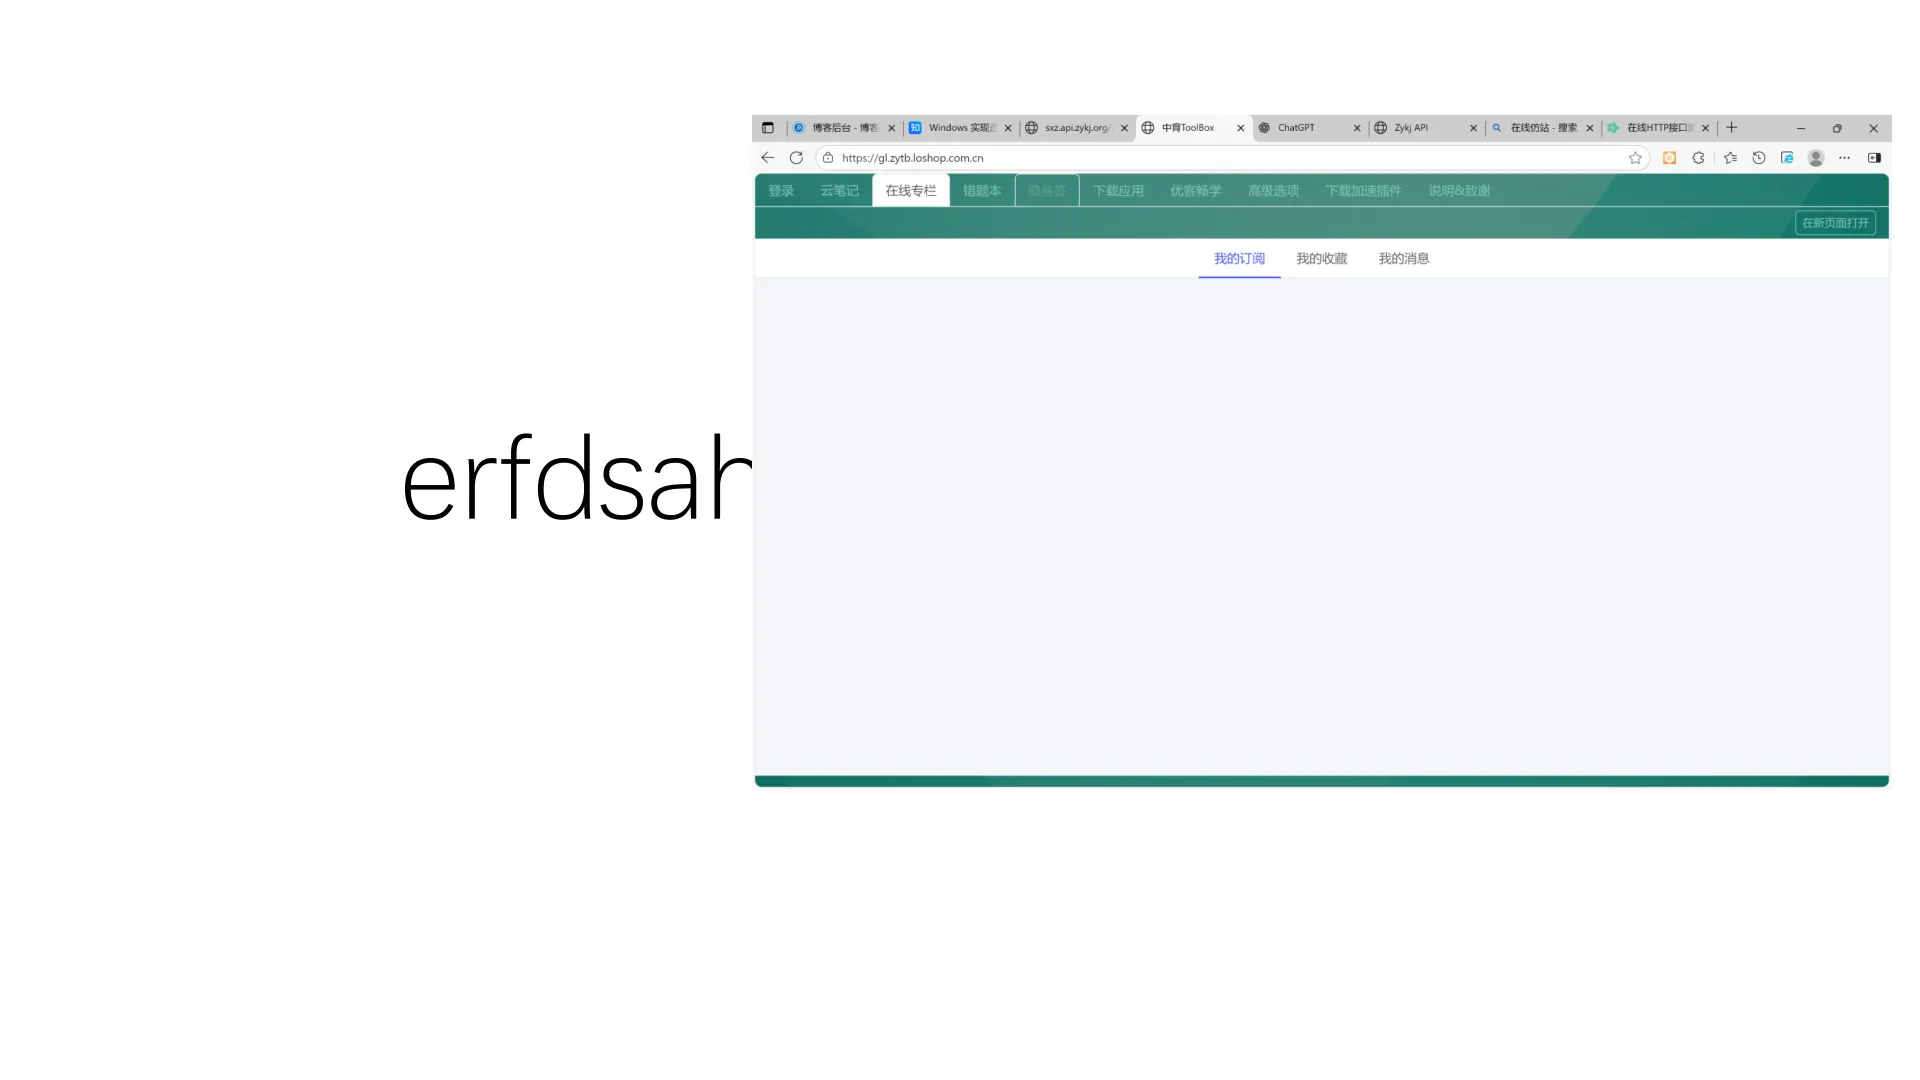 博客后台 - 博客
Windows 实现
sxz.api.zykj.org/
中育ToolBox
ChatGPT
Zykj API
在线仿站 - 搜索
在线HTTP接口
https://gl.zytb.loshop.com.cn
登录
云笔记
在线专栏
错题本
下载应用
优客畅学
高级选项
下载加速插件
说明&致谢
在新页面打开
我的订阅
我的收藏
我的消息
erfdsah